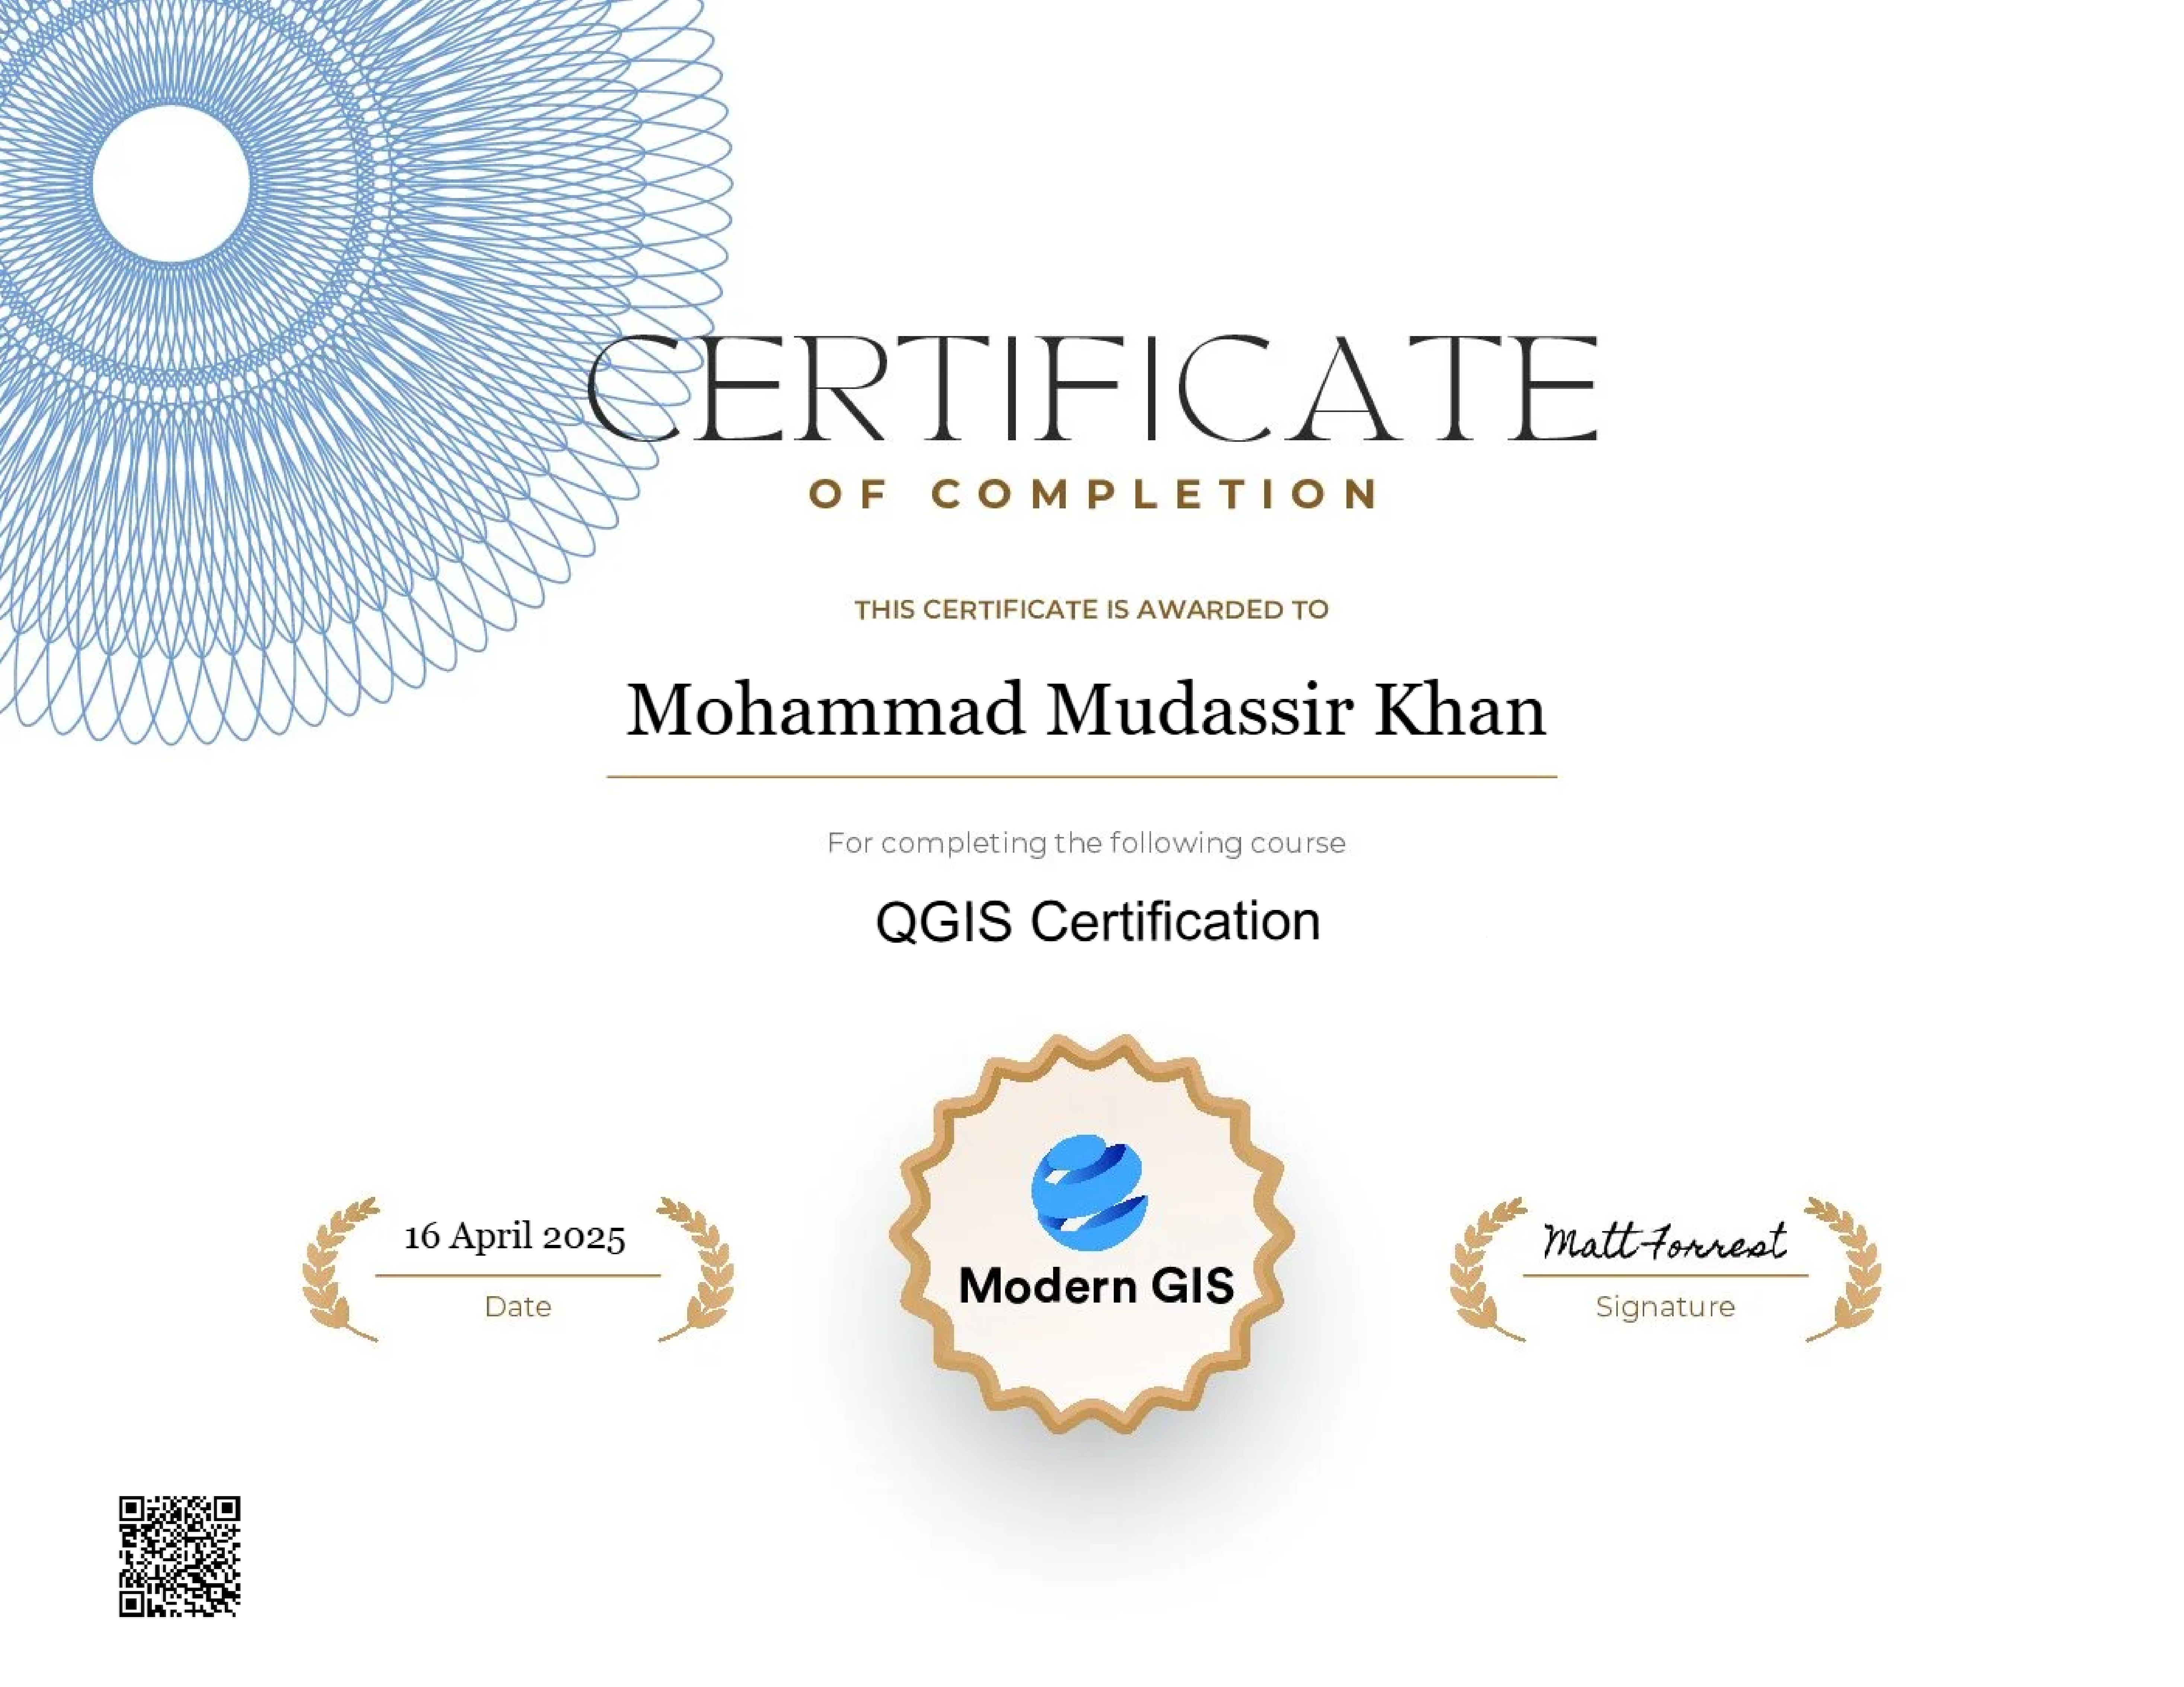 CERTIFICATE
OF COMPLETION
THIS CERTIFICATE IS AWARDED TO
Mohammad Mudassir Khan
For completing the following course
QGIS Certification
16 April 2025
Date
Modern GIS
Matt Forrest
Signature